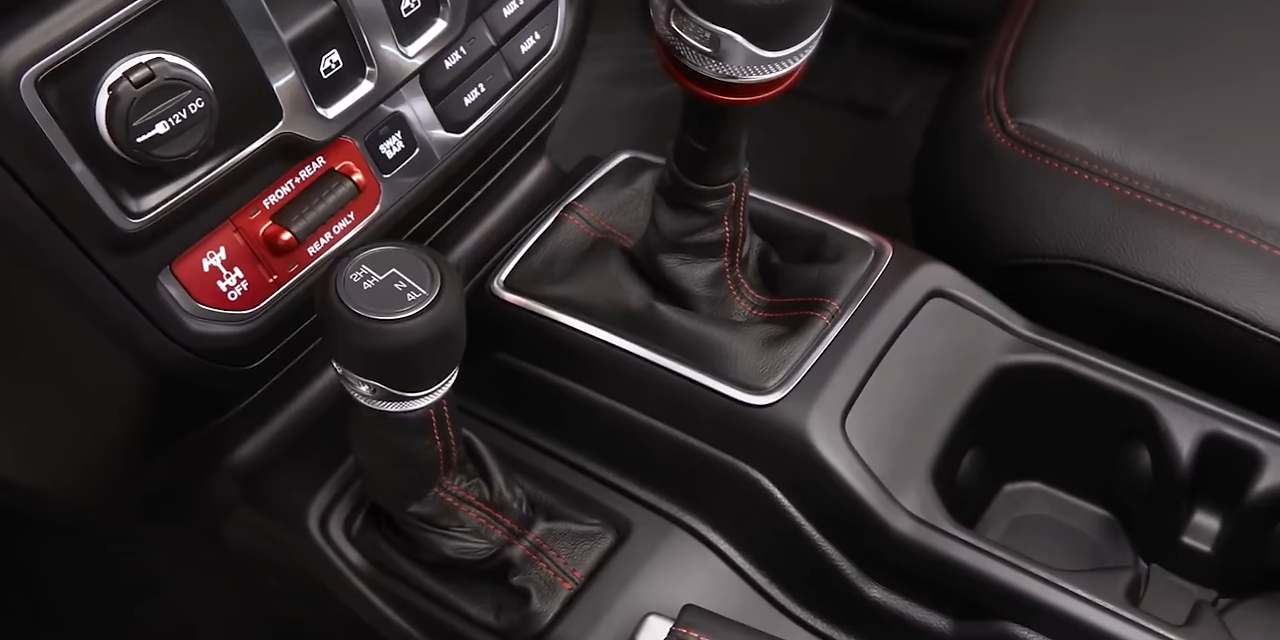 AUX 3
AUX 1
AUX 4
AUX 2
12V DC
SWAY
BAR
FRONT+REAR
REAR ONLY
OFF
2H
4H
N
4L